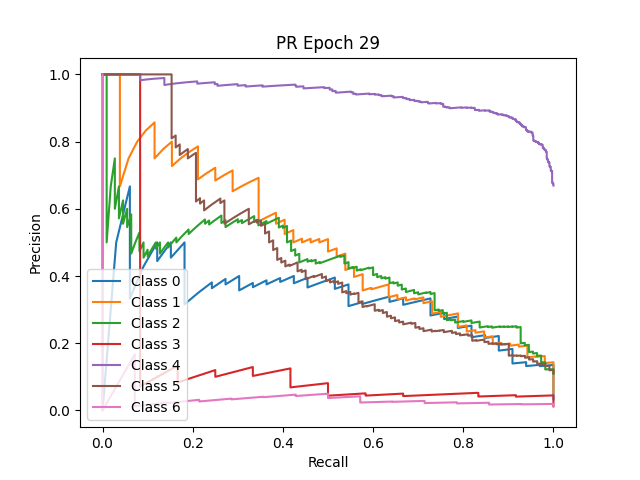 PR Epoch 29
Precision
1.0
0.8
0.6
0.4
0.2
0.0
Class 0
Class 1
Class 2
Class 3
Class 4
Class 5
Class 6
0.0 0.2 0.4 0.6 0.8 1.0
Recall